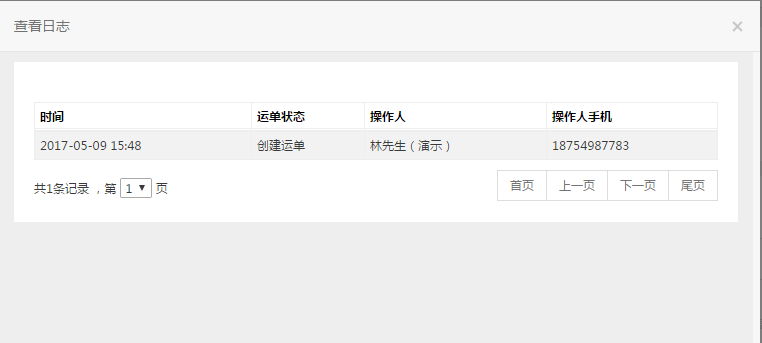 查看日志 ×
时间 运单状态 操作人 操作人手机
2017-05-09 15:48 创建运单 林先生（演示） 18754987783
共1条记录 ，第 1 ▼ 页 首页 上一页 下一页 尾页